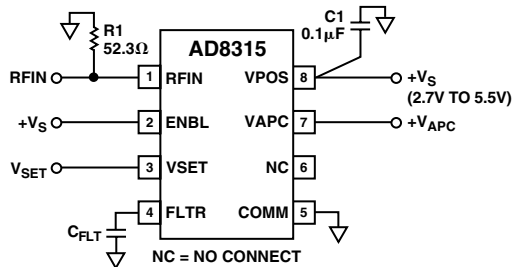 R1
52.3Ω
C1
0.1µF
AD8315
RFIN
1
RFIN
VPOS
8
+VS
(2.7V TO 5.5V)
+VS
2
ENBL
VAPC
7
+VAPC
VSET
3
VSET
NC
6
CFLT
4
FLTR
COMM
5
NC = NO CONNECT